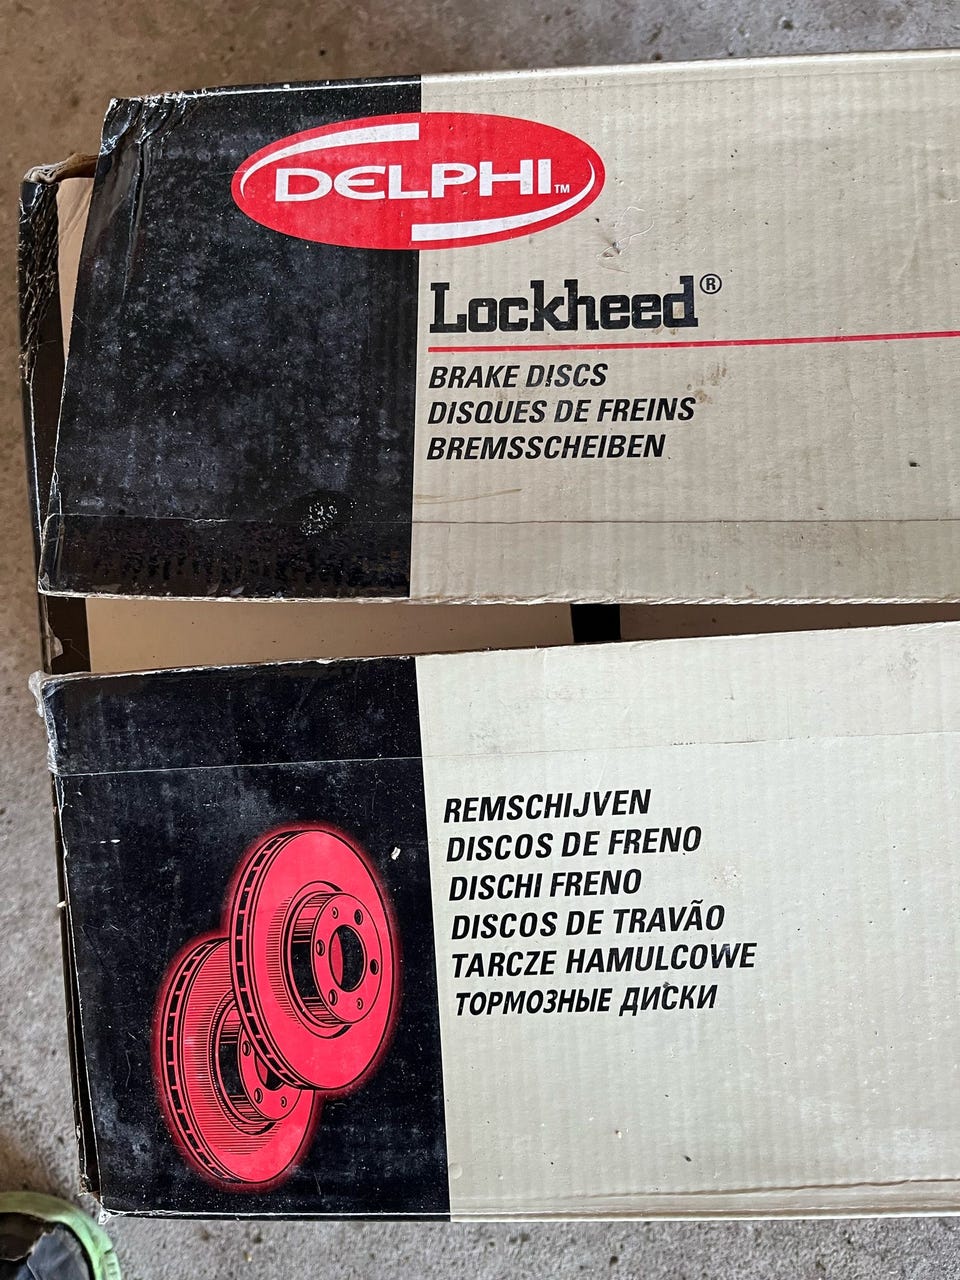 DELPHI™
Lockheed®
BRAKE DISCS
DISQUES DE FREINS
BREMSSCHEIBEN
REMSCHIJVEN
DISCOS DE FRENO
DISCHI FRENO
DISCOS DE TRAVÃO
TARCZE HAMULCOWE
ТОРМОЗНЫЕ ДИСКИ